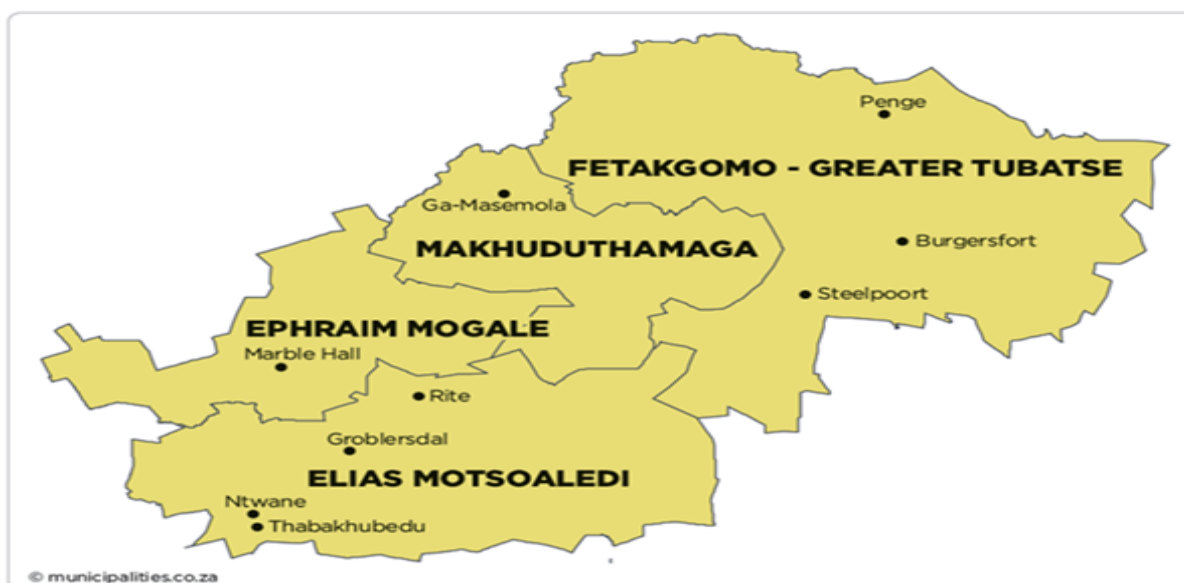 Penge
FETAKGOMO - GREATER TUBATSE
Ga-Masemola
MAKHUDUTHAMAGA
Burgersfort
Steelpoort
EPHRAIM MOGALE
Marble Hall
Rite
Groblersdal
ELIAS MOTSOALEDI
Ntwane
Thabakhubedu
© municipalities.co.za